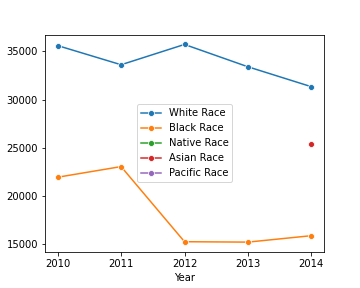 35000
30000
25000
20000
15000
White Race
Black Race
Native Race
Asian Race
Pacific Race
2010 2011 2012 2013 2014
Year